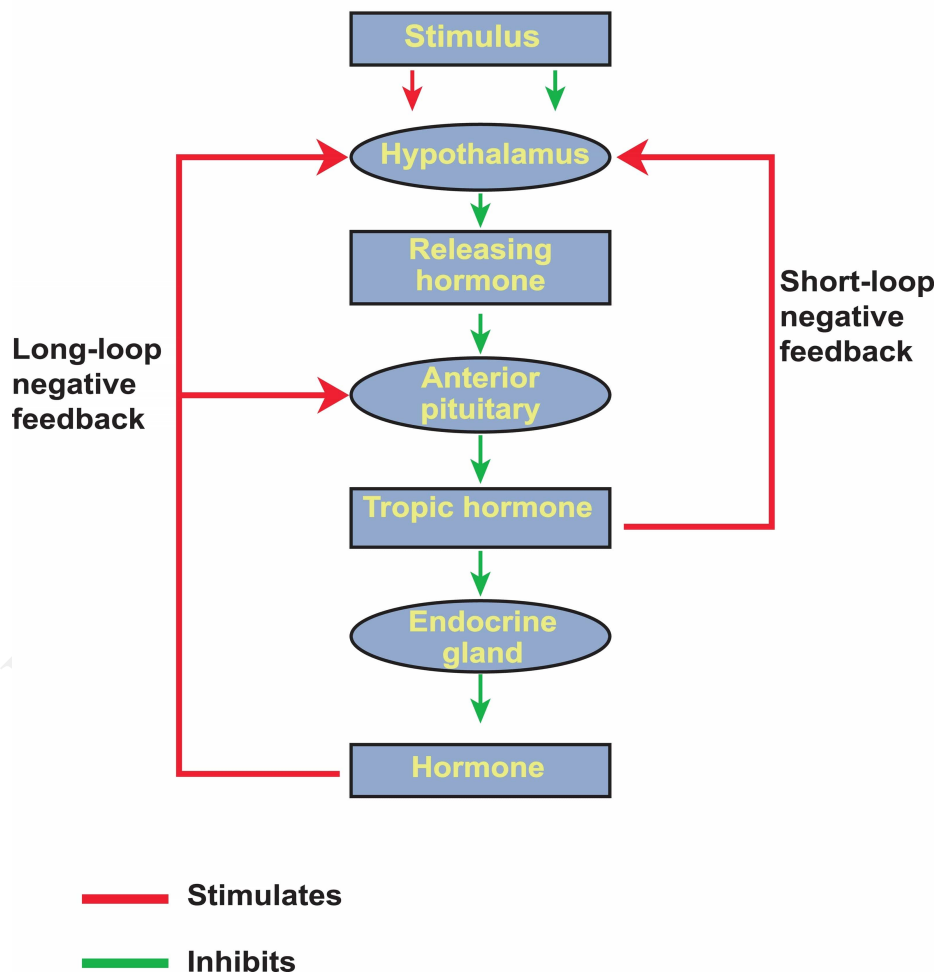 Stimulus
Hypothalamus
Releasing
hormone
Short-loop
negative
feedback
Long-loop
negative
feedback
Anterior
pituitary
Tropic hormone
Endocrine
gland
Hormone
Stimulates
Inhibits